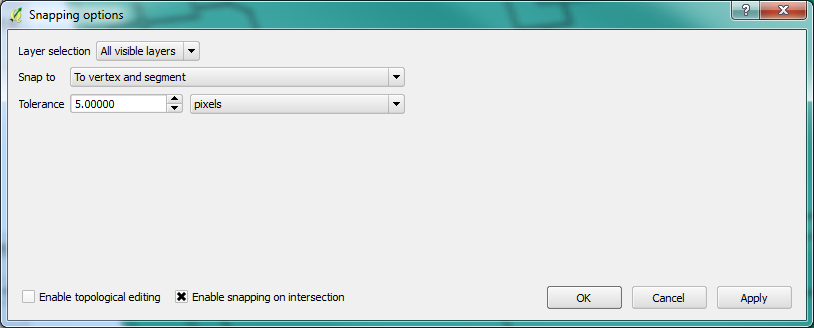 Snapping options
Layer selection All visible layers
Snap to To vertex and segment
Tolerance 5.00000 pixels
Enable topological editing Enable snapping on intersection OK Cancel Apply